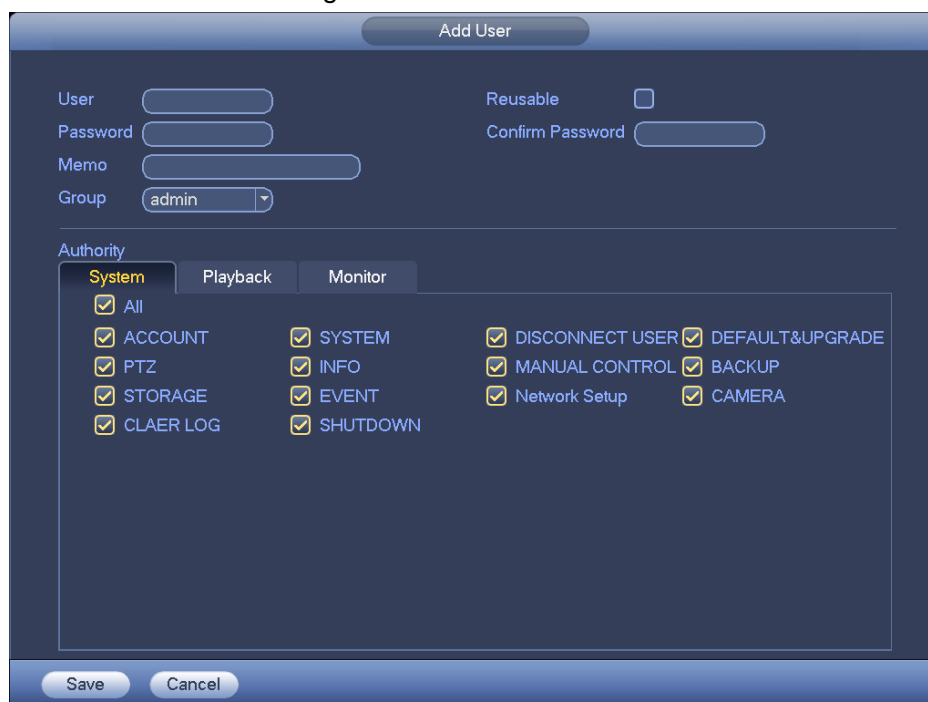 Add User
User Reusable
Password Confirm Password
Memo
Group admin
Authority
System Playback Monitor
All
ACCOUNT SYSTEM DISCONNECT USER DEFAULT&UPGRADE
PTZ INFO MANUAL CONTROL BACKUP
STORAGE EVENT Network Setup CAMERA
CLAER LOG SHUTDOWN
Save Cancel